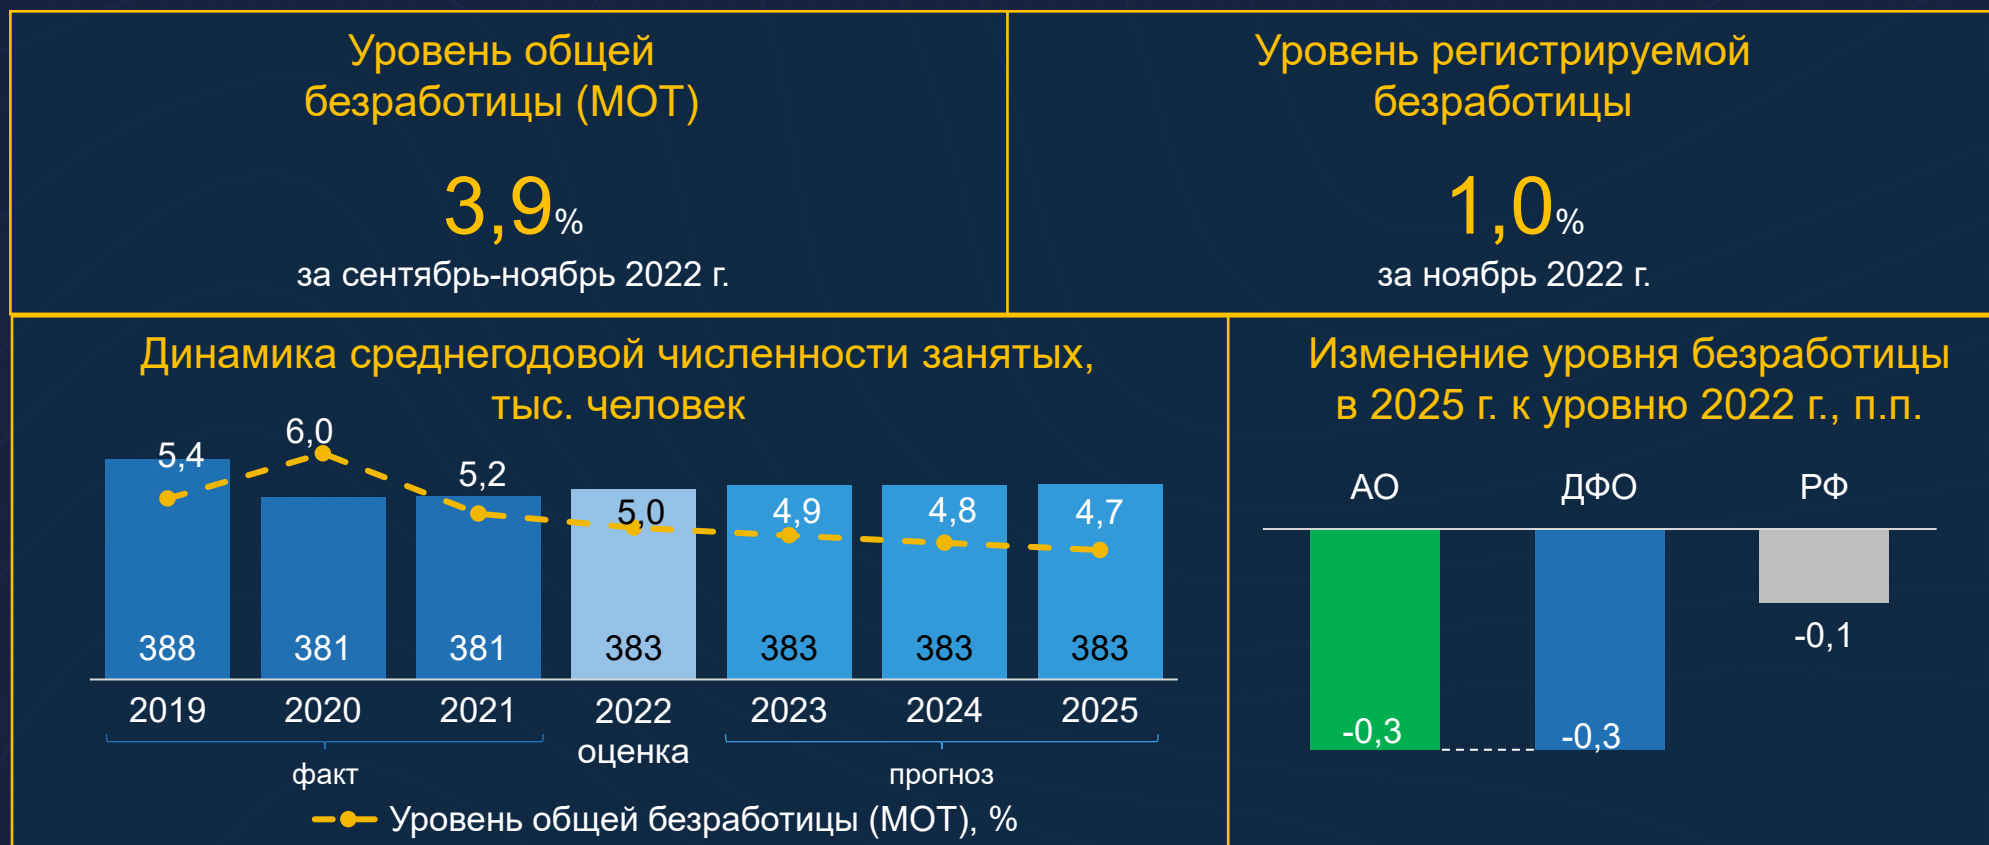 Уровень общей
безработицы (МОТ)
3,9%
за сентябрь-ноябрь 2022 г.
Уровень регистрируемой
безработицы
1,0%
за ноябрь 2022 г.
Динамика среднегодовой численности занятых,
тыс. человек
5,4 6,0 5,2 5,0 4,9 4,8 4,7
388 381 381 383 383 383 383
2019 2020 2021 2022 2023 2024 2025
оценка
факт прогноз
Уровень общей безработицы (МОТ), %
Изменение уровня безработицы
в 2025 г. к уровню 2022 г., п.п.
АО ДФО РФ
-0,3 -0,3 -0,1